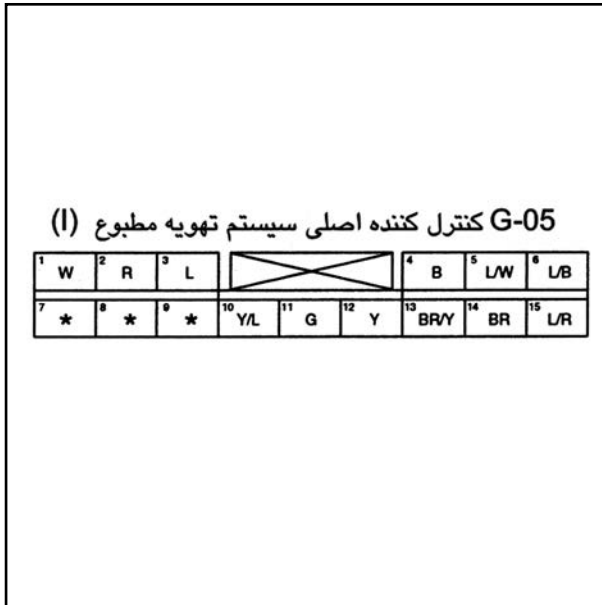 G-05 کنترل کننده اصلی سیستم تهویه مطبوع (I)
1 W 2 R 3 L 4 B 5 L/W 6 L/B
7 * 8 * 9 * 10 Y/L 11 G 12 Y 13 BR/Y 14 BR 15 L/R